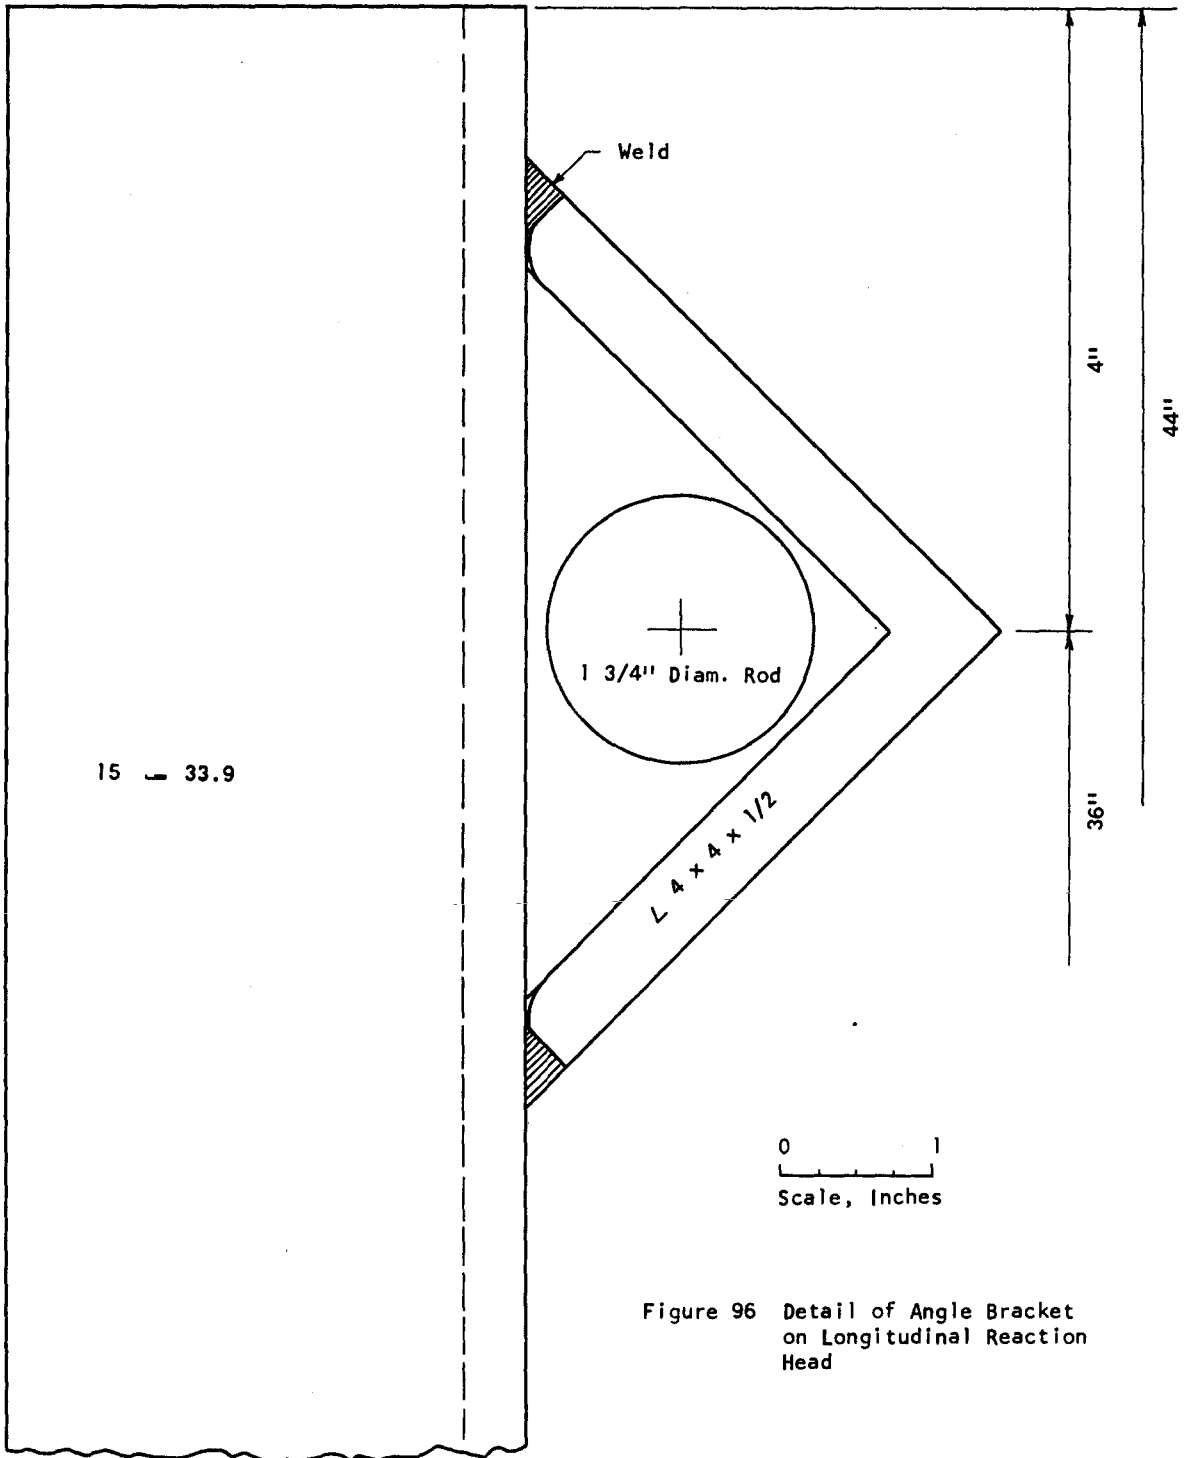 Weld
4"
44"
1 3/4" Diam. Rod
15 ⌴ 33.9
36"
∠ 4 x 4 x 1/2
0 1
Scale, Inches
Figure 96 Detail of Angle Bracket
on Longitudinal Reaction
Head